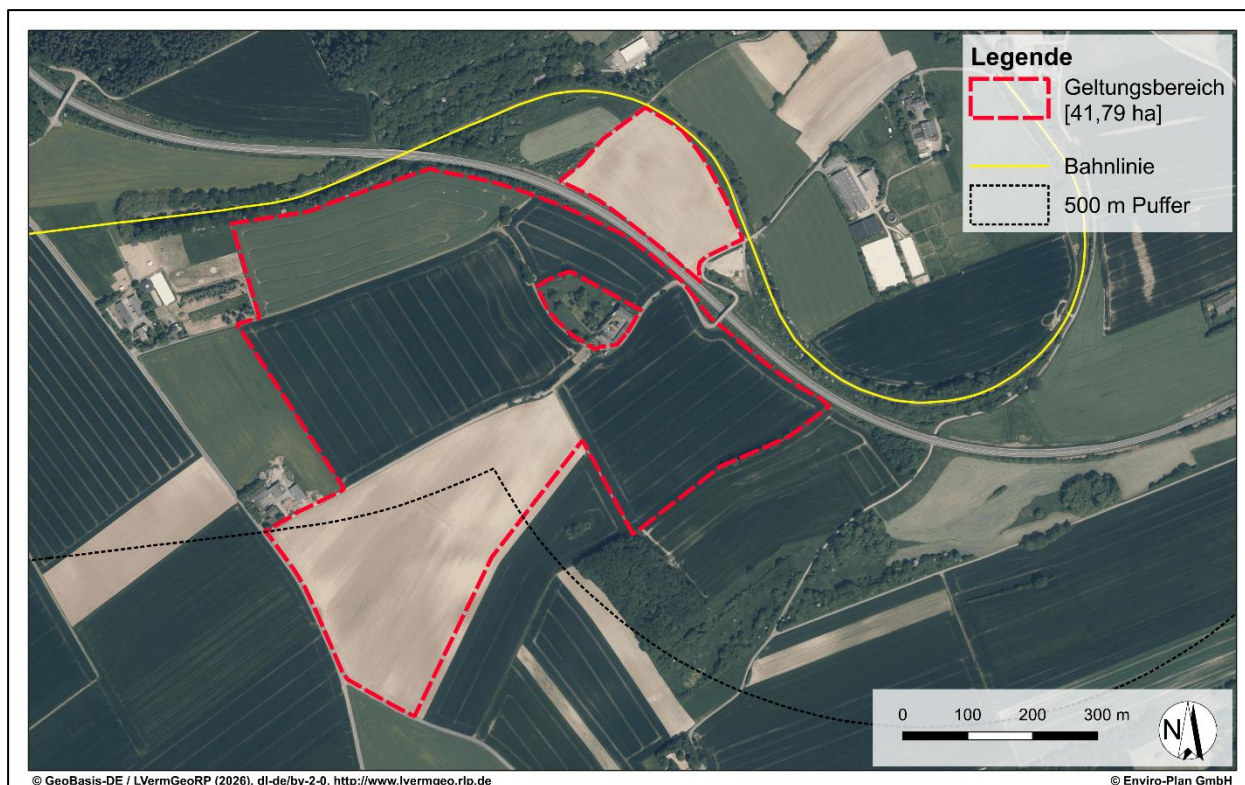 Legende
Geltungsbereich
[41,79 ha]
Bahnlinie
500 m Puffer
0 100 200 300 m
N
© GeoBasis-DE / LVermGeoRP (2026), dl-de/by-2-0, http://www.lvermgeo.rlp.de
© Enviro-Plan GmbH